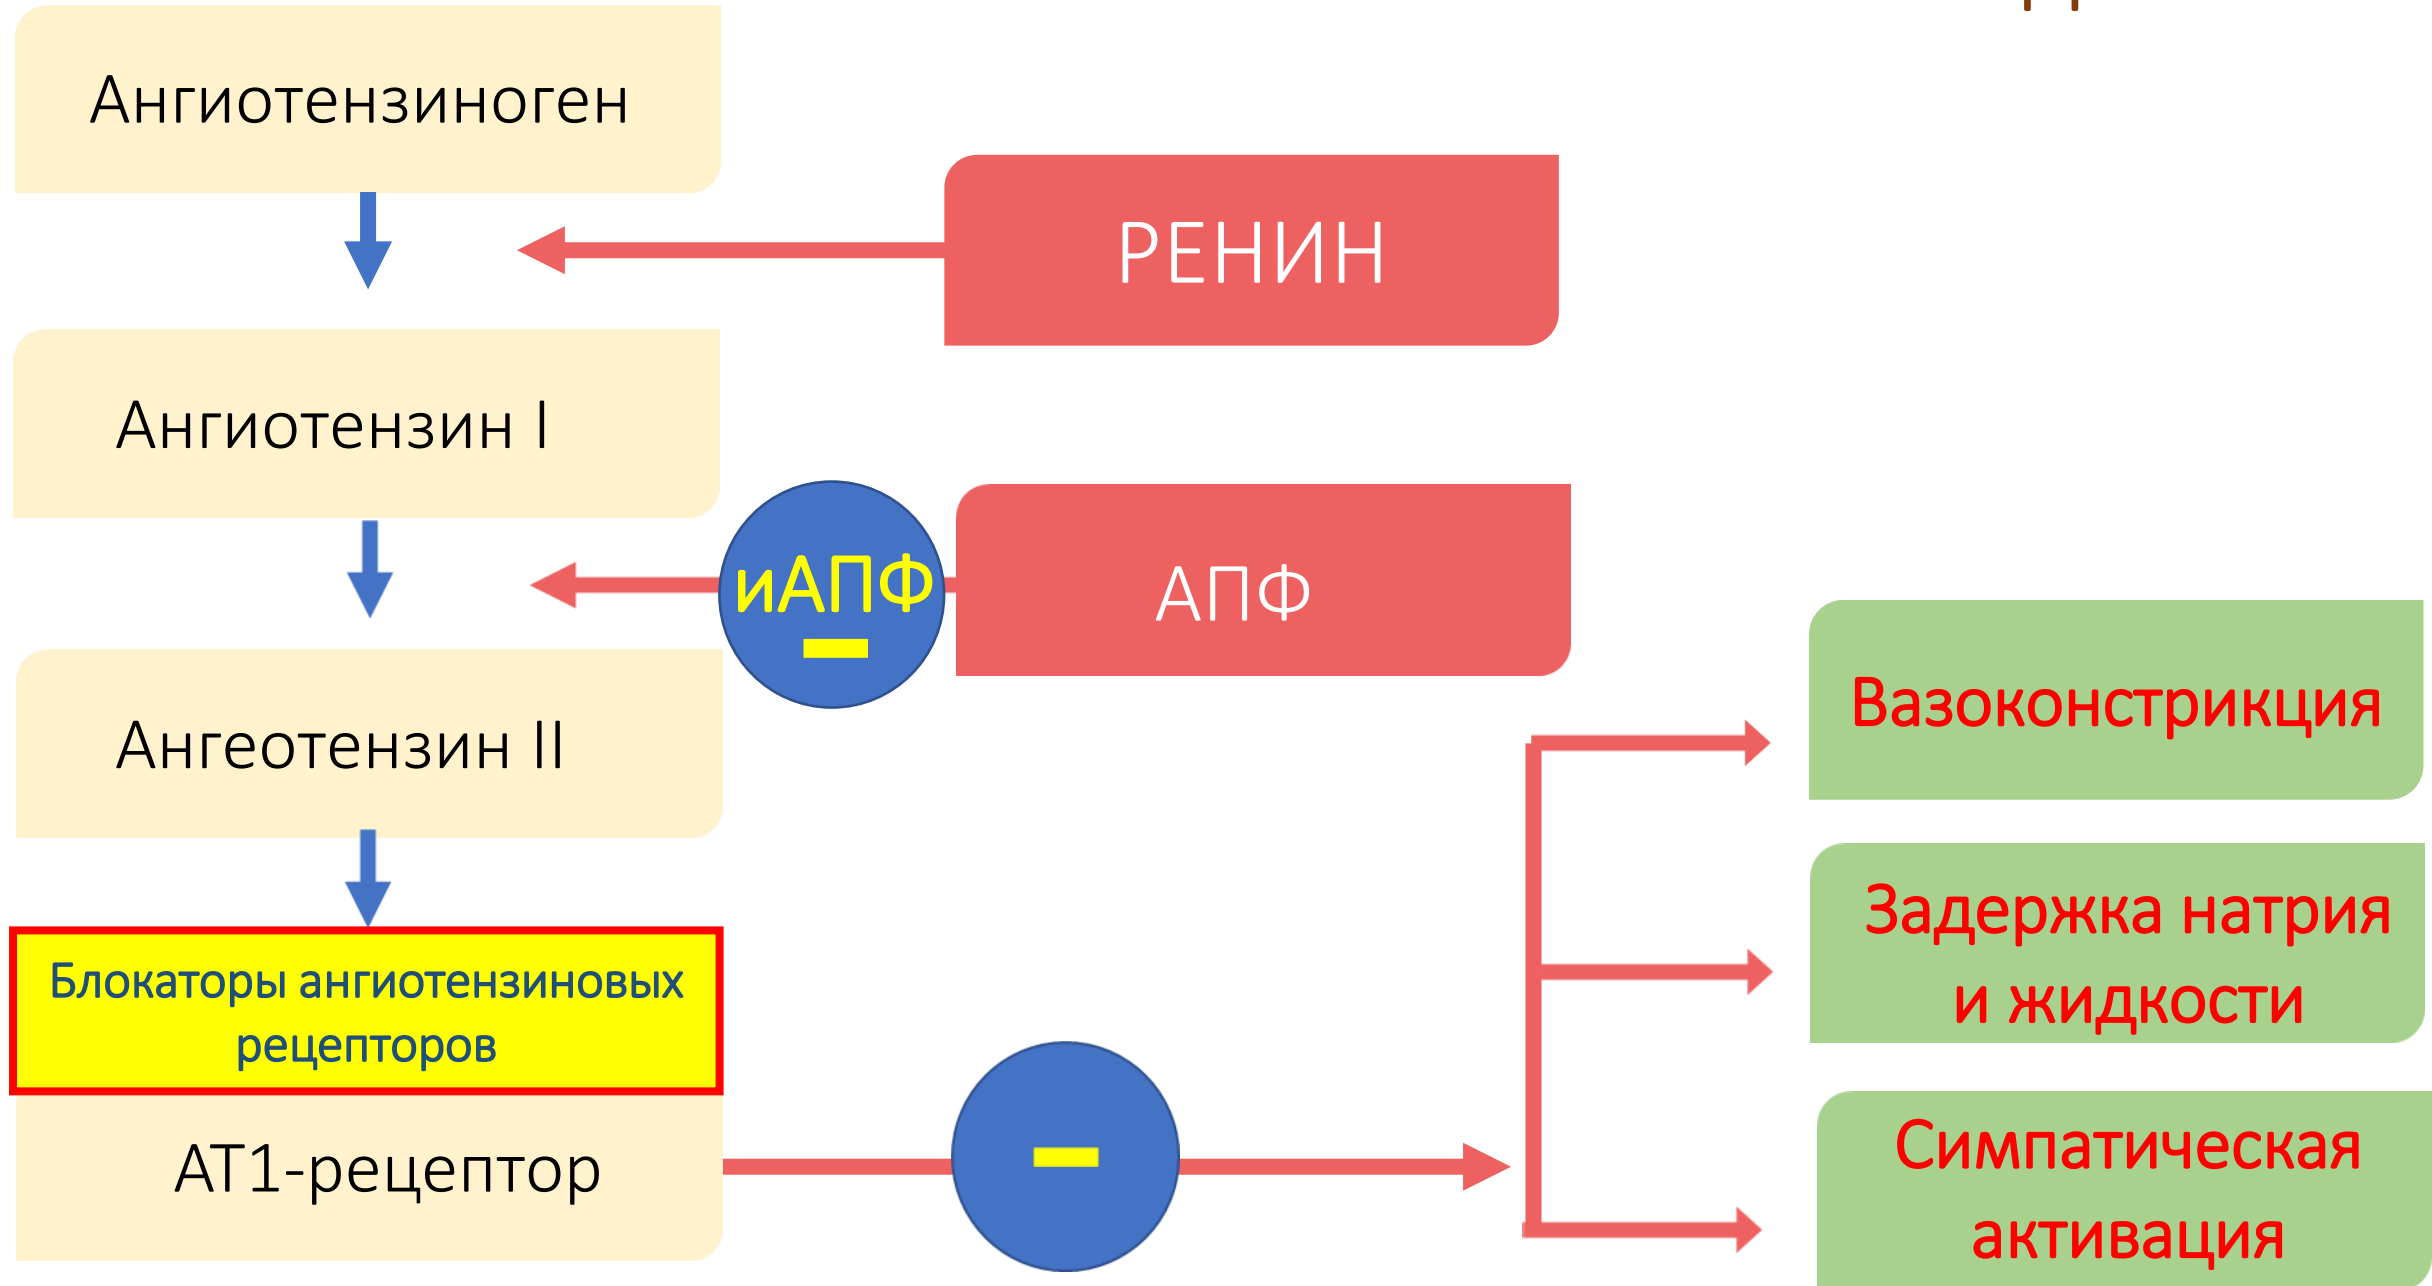 Ангиотензиноген
РЕНИН
Ангиотензин I
иАПФ
АПФ
Ангеотензин II
Вазоконстрикция
Задержка натрия
и жидкости
Блокаторы ангиотензиновых
рецепторов
АТ1-рецептор
Симпатическая
активация